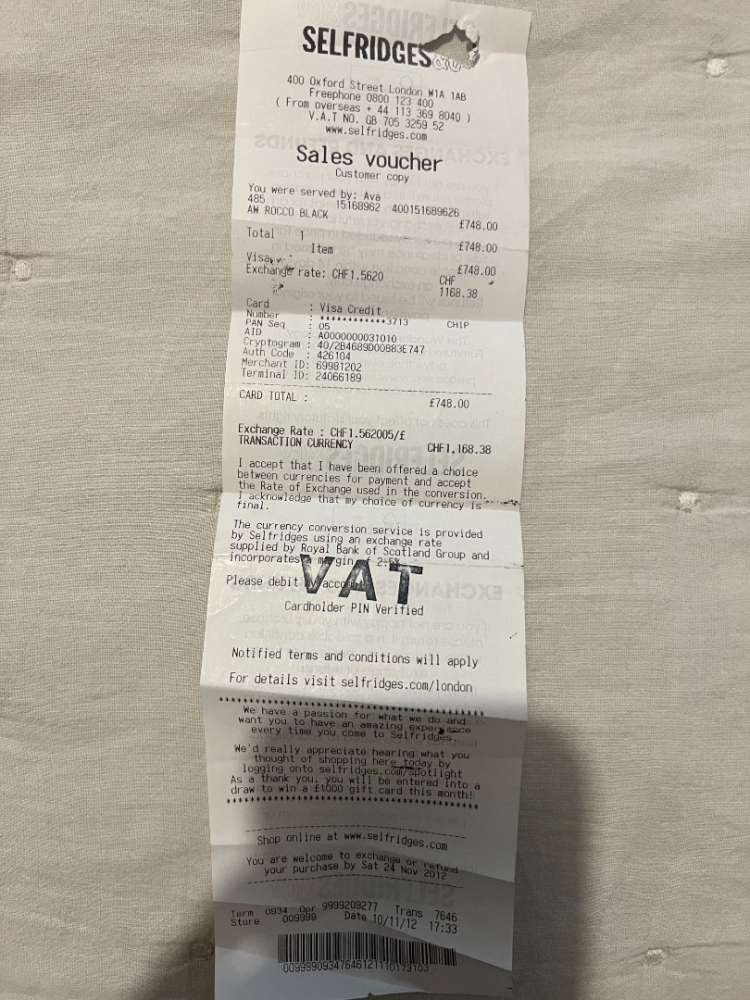 SELFRIDGES&CO
400 Oxford Street London W1A 1AB
Freephone 0800 123 400
( From overseas + 44 113 369 8040 )
V.A.T NO. GB 705 3259 52
www.selfridges.com
Sales voucher
Customer copy
You were served by: Ava
485 15168962 400151689626
AW ROCCO BLACK £748.00
Total 1 Item £748.00
Visa £748.00
Exchange rate: CHF1.5620 CHF 1168.38
Card : Visa Credit
Number : ************3713 CHIP
PAN Seq : 05
AID : A0000000031010
Cryptogram : 40/2B4689D00883E747
Auth Code : 426104
Merchant ID: 69981202
Terminal ID: 24066189
CARD TOTAL : £748.00
Exchange Rate : CHF1.562005/£
TRANSACTION CURRENCY CHF1,168.38
I accept that I have been offered a choice
between currencies for payment and accept
the Rate of Exchange used in the conversion.
I acknowledge that my choice of currency is
final.
The currency conversion service is provided
by Selfridges using an exchange rate
supplied by Royal Bank of Scotland Group and
incorporates margin of 2.5%
VAT
Please debit my account
Cardholder PIN Verified
Notified terms and conditions will apply
For details visit selfridges.com/london
********************************************
We have a passion for what we do and
want you to have an amazing experience
every time you come to Selfridges.
We'd really appreciate hearing what you
thought of shopping here today by
logging onto selfridges.com/spotlight
As a thank you, you will be entered into a
draw to win a £1000 gift card this month!
********************************************
Shop online at www.selfridges.com
You are welcome to exchange or refund
your purchase by Sat 24 Nov 2012
Term 0934 Opr 9999209277 Trans 7646
Store 009999 Date 10/11/12 17:33